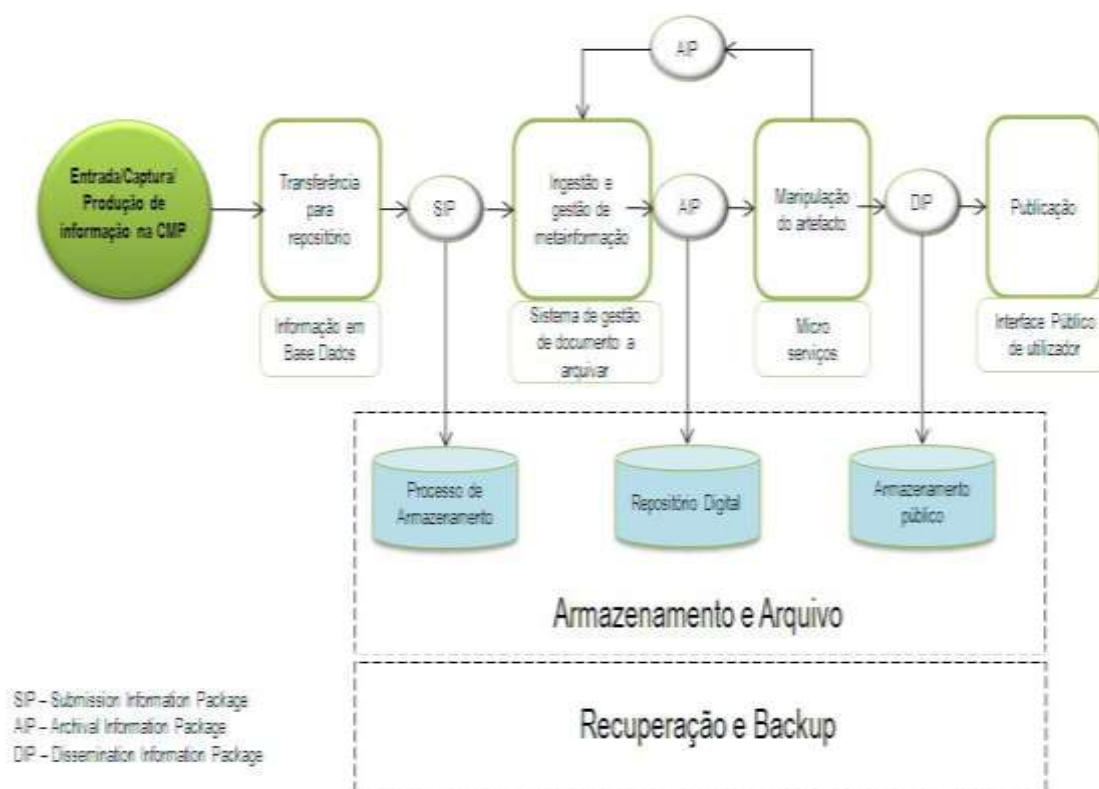 AIP
Entrada/Captura/
Produção de
informação na CMP
Transferência
para
repositório
SIP
Ingestão e
gestão de
metainformação
AIP
Manipulação
do artefacto
DIP
Publicação
Informação em
Base Dados
Sistema de gestão
de documento a
arquivar
Micro
serviços
Interface Público
de utilizador
Processo de
Armazenamento
Repositório Digital
Armazenamento
público
Armazenamento e Arquivo
SIP – Submission Information Package
AIP – Archival Information Package
DIP – Dissemination Information Package
Recuperação e Backup